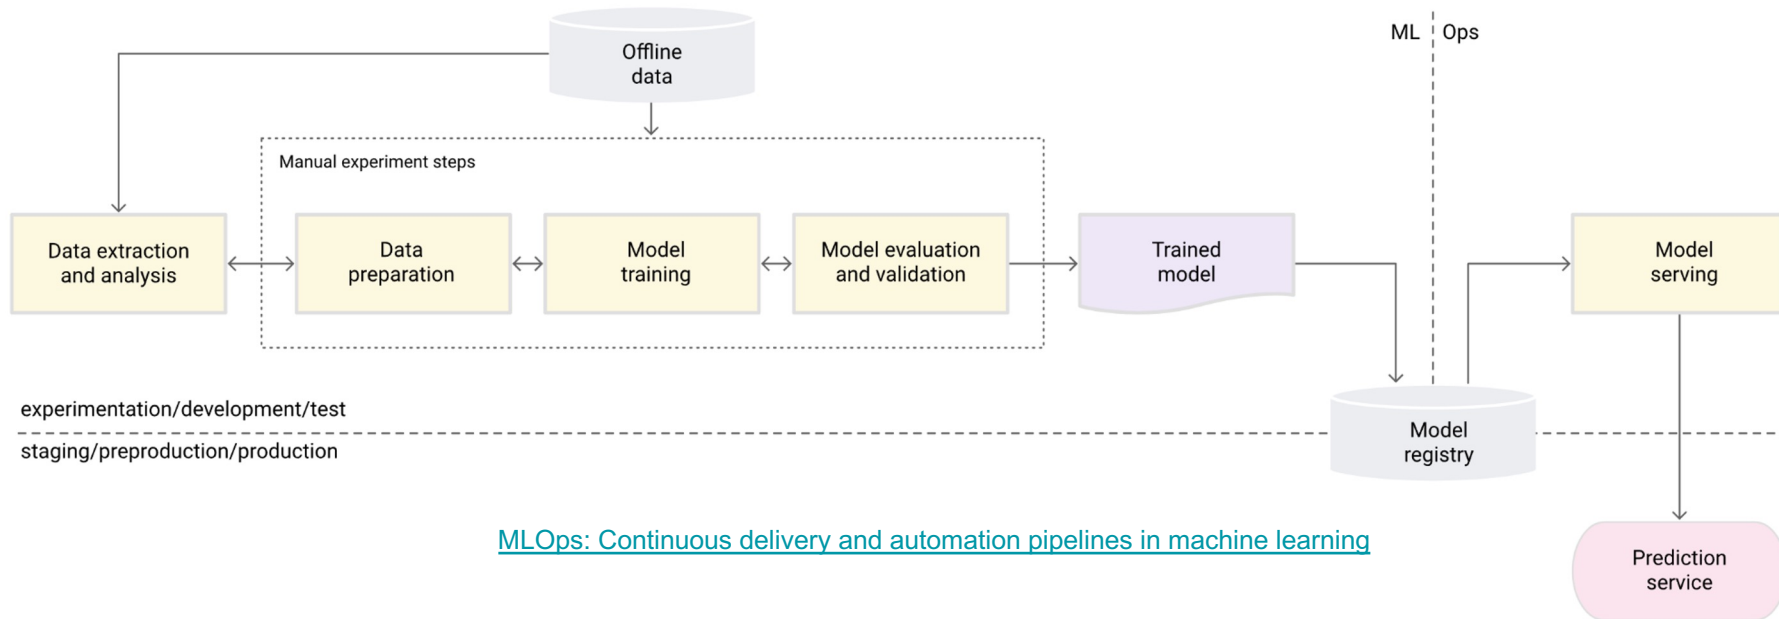 Offline
data
ML
Ops
Manual experiment steps
Data extraction
and analysis
Data
preparation
Model
training
Model evaluation
and validation
Trained
model
Model
serving
experimentation/development/test
staging/preproduction/production
Model
registry
MLOps: Continuous delivery and automation pipelines in machine learning
Prediction
service